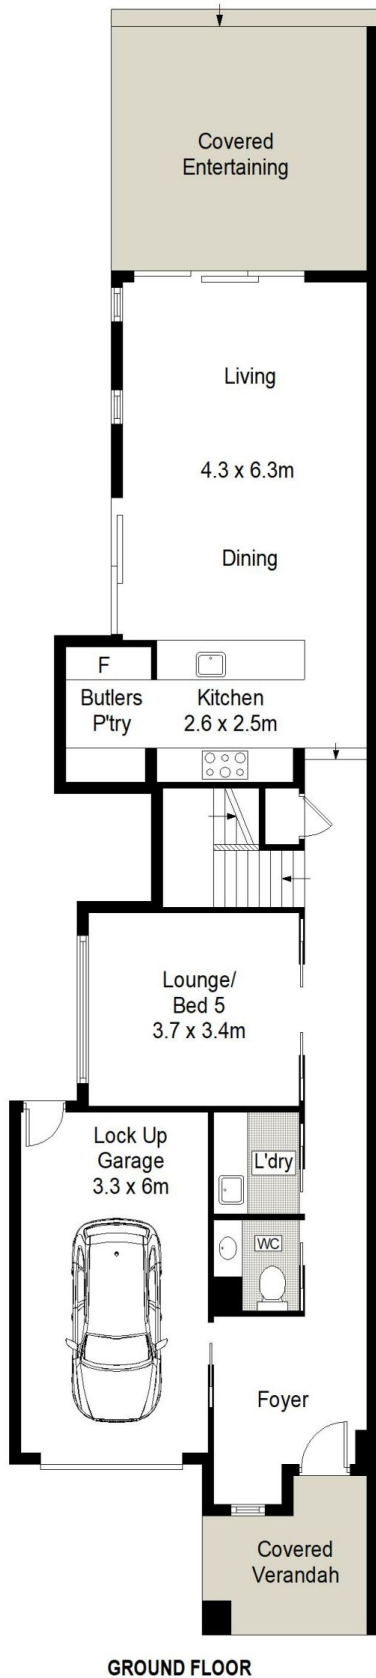 Covered
Entertaining
Living
4.3 x 6.3m
Dining
F
Butlers
P'try
Kitchen
2.6 x 2.5m
Lounge/
Bed 5
3.7 x 3.4m
Lock Up
Garage
3.3 x 6m
L'dry
WC
Foyer
Covered
Verandah
GROUND FLOOR